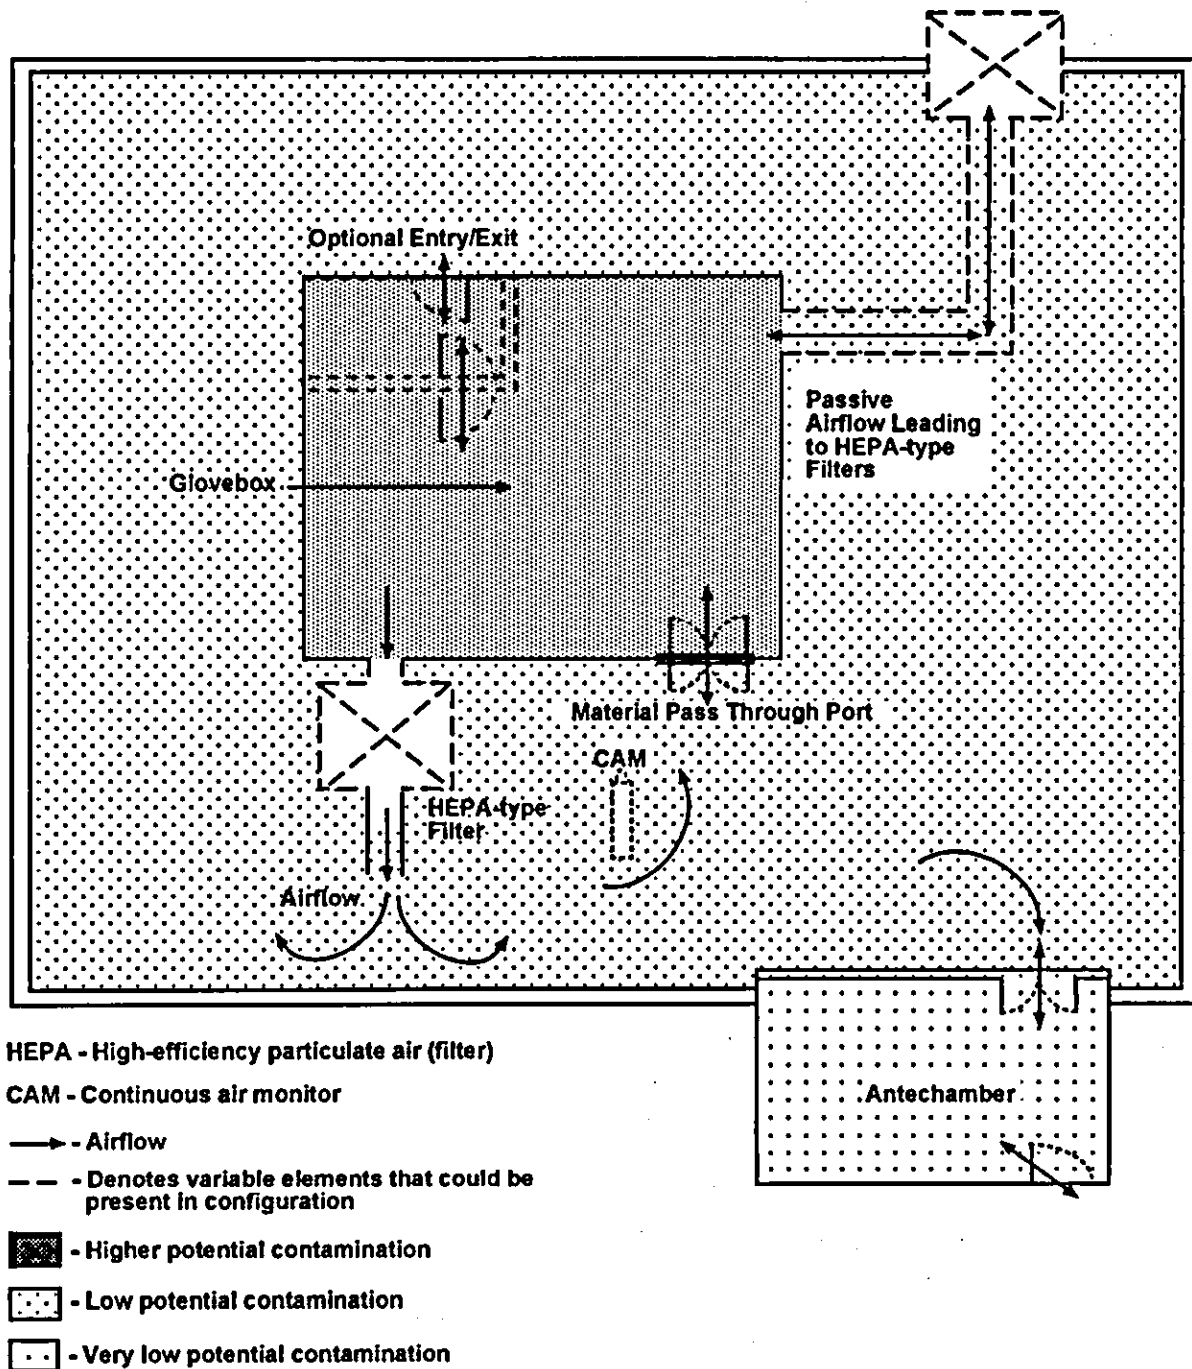 Optional Entry/Exit
Passive
Airflow Leading
to HEPA-type
Filters
Glovebox
Material Pass Through Port
CAM
HEPA-type
Filter
Airflow
Antechamber
HEPA - High-efficiency particulate air (filter)
CAM - Continuous air monitor
- Airflow
- Denotes variable elements that could be
present in configuration
- Higher potential contamination
- Low potential contamination
- Very low potential contamination